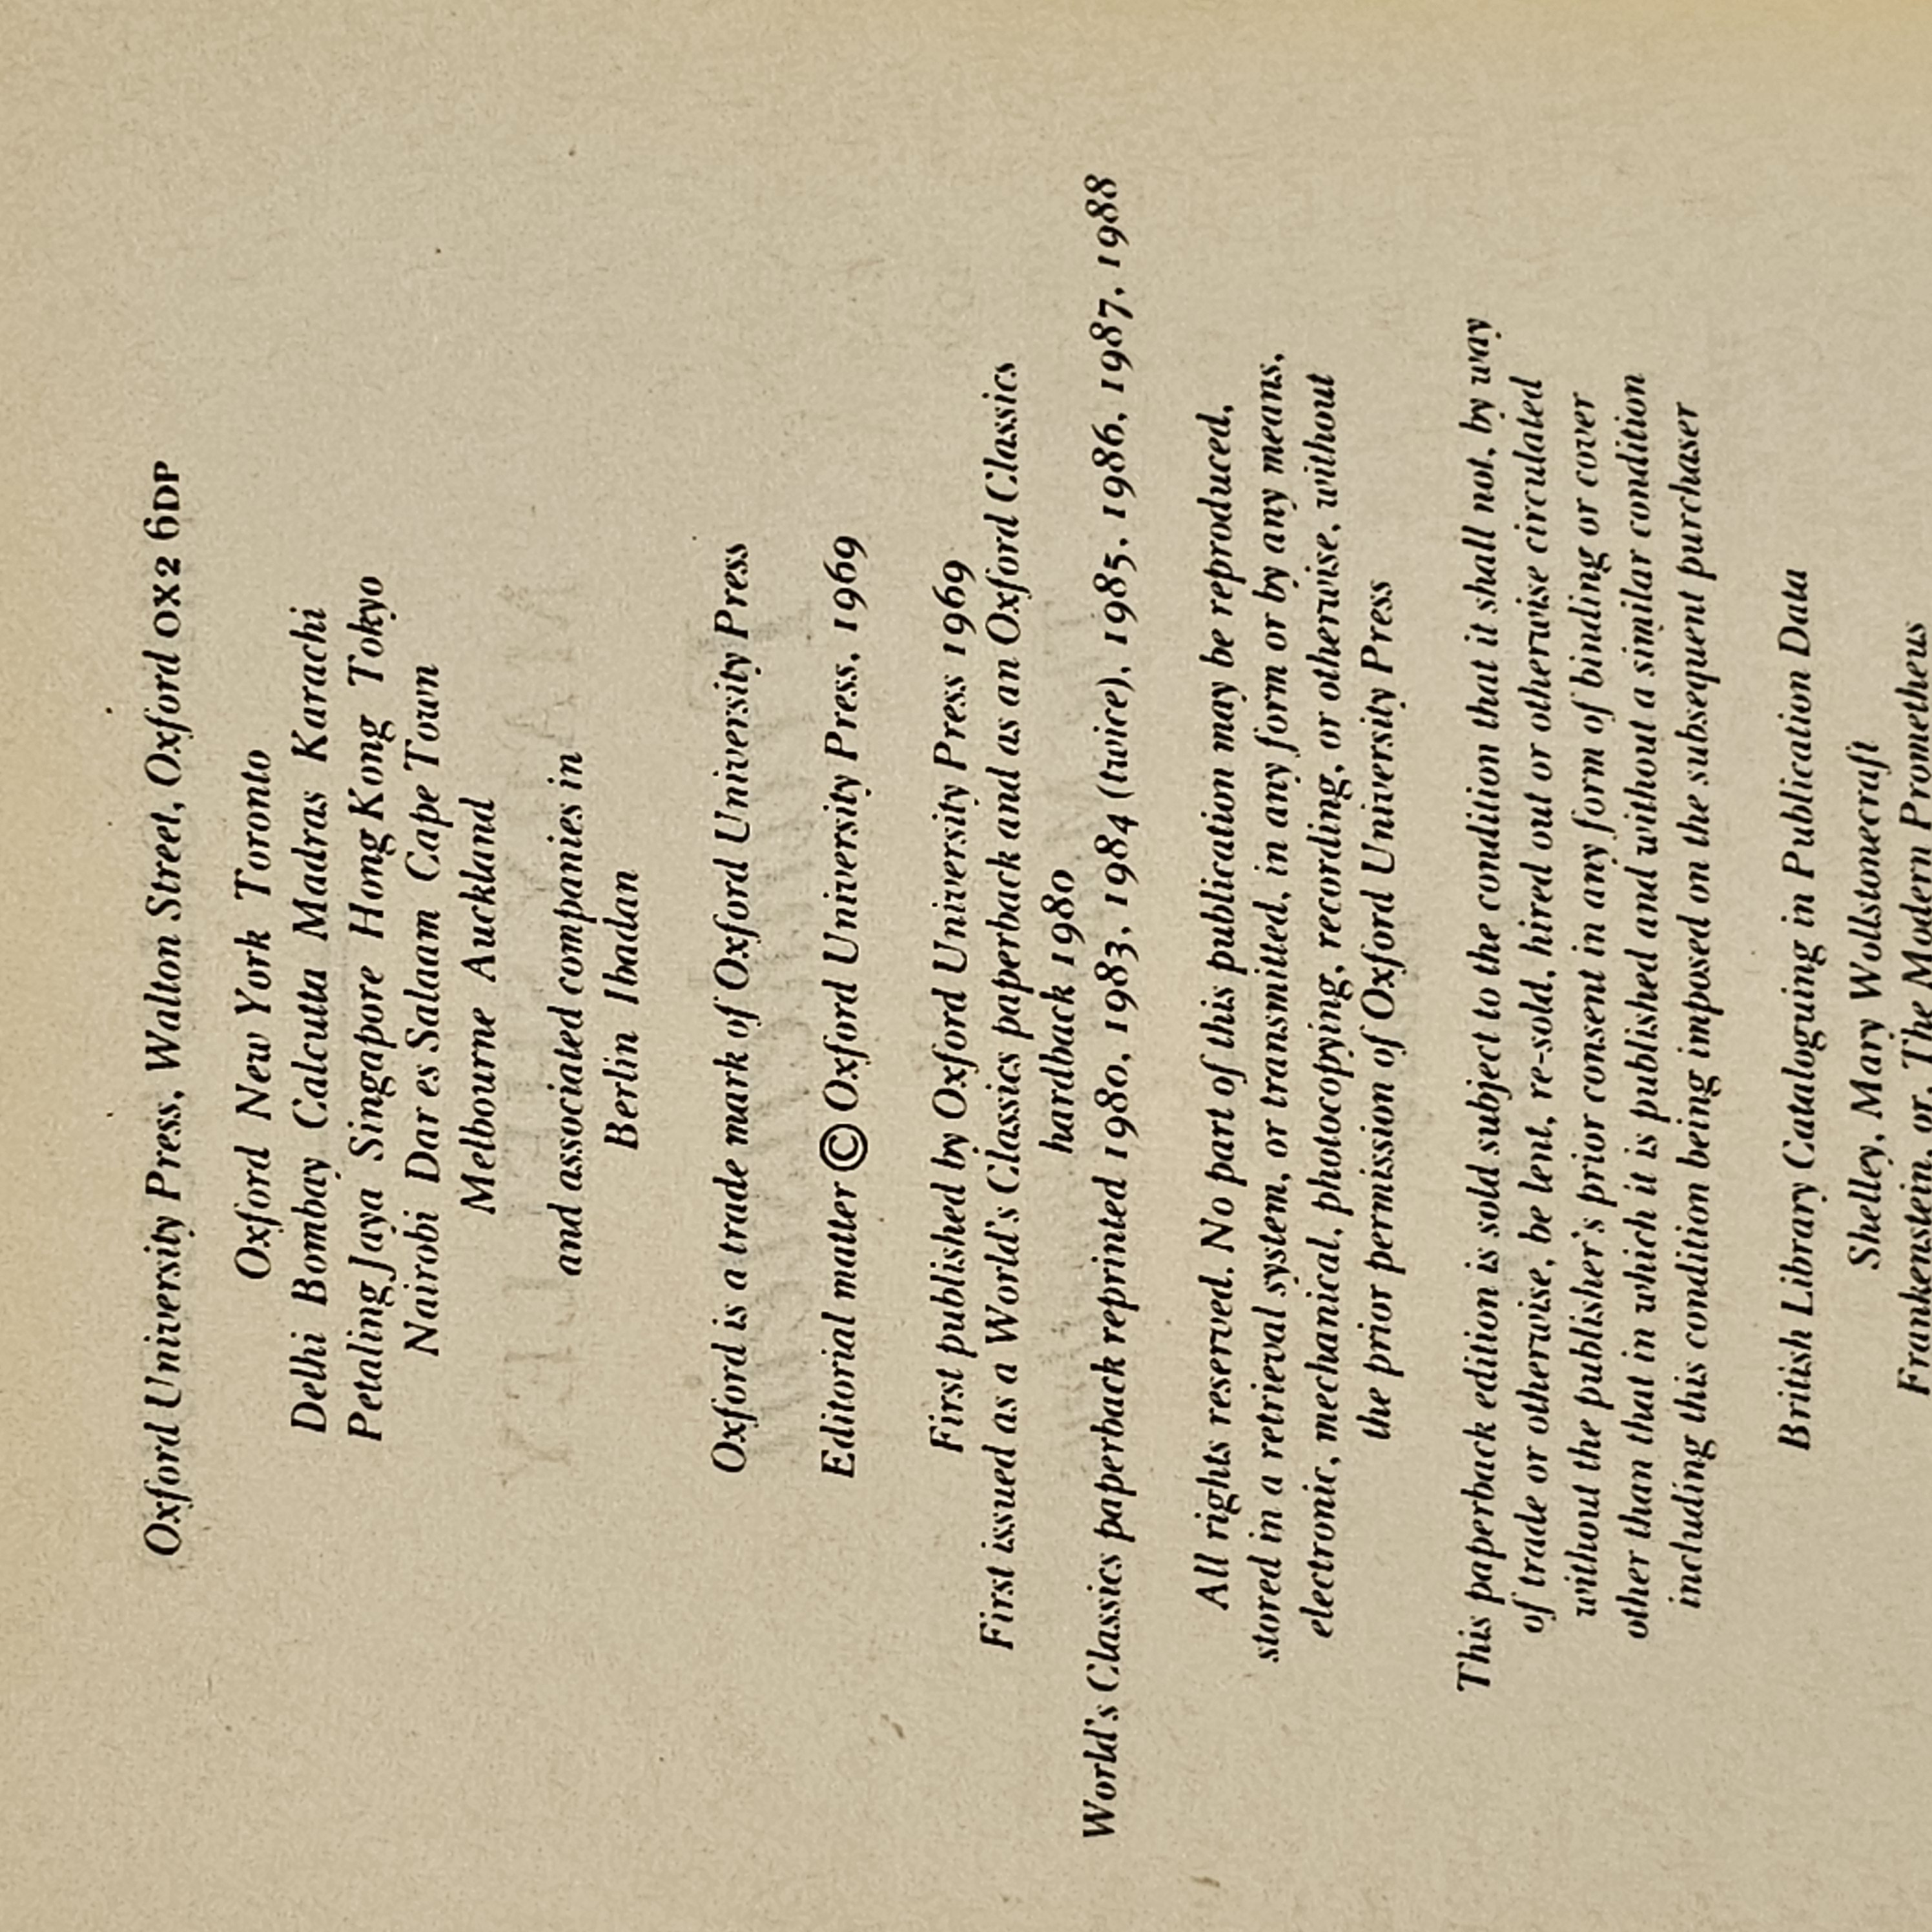 Oxford University Press, Walton Street, Oxford OX2 6DP
Oxford New York Toronto
Delhi Bombay Calcutta Madras Karachi
Petaling Jaya Singapore Hong Kong Tokyo
Nairobi Dar es Salaam Cape Town
Melbourne Auckland
and associated companies in
Berlin Ibadan
Oxford is a trade mark of Oxford University Press
Editorial matter © Oxford University Press, 1969
First published by Oxford University Press 1969
First issued as a World's Classics paperback and as an Oxford Classics
hardback 1980
World's Classics paperback reprinted 1980, 1983, 1984 (twice), 1985, 1986, 1987, 1988
All rights reserved. No part of this publication may be reproduced,
stored in a retrieval system, or transmitted, in any form or by any means,
electronic, mechanical, photocopying, recording, or otherwise, without
the prior permission of Oxford University Press
This paperback edition is sold subject to the condition that it shall not, by way
of trade or otherwise, be lent, re-sold, hired out or otherwise circulated
without the publisher's prior consent in any form of binding or cover
other than that in which it is published and without a similar condition
including this condition being imposed on the subsequent purchaser
British Library Cataloguing in Publication Data
Shelley, Mary Wollstonecraft
Frankenstein, or, The Modern Prometheus